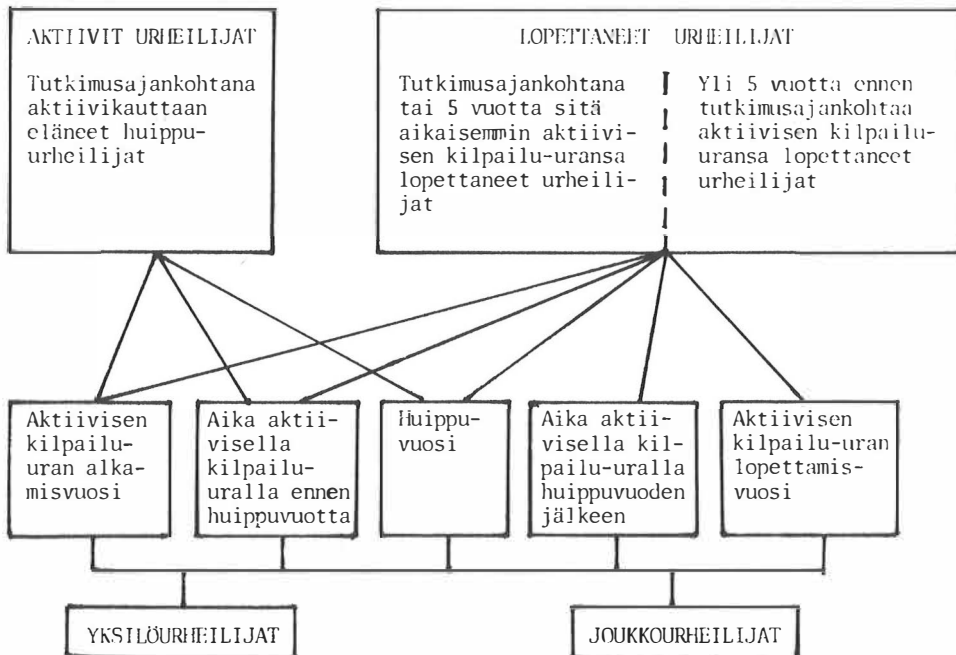 AKTIIVIT URHEILIJAT
Tutkimusajankohtana
aktiivikauttaan
eläneet huippu-
urheilijat
LOPETTANEET URHEILIJAT
Tutkimusajankohtana
tai 5 vuotta sitä
aikaisemmin aktiivi-
sen kilpailu-uransa
lopettaneet urheili-
jat
Yli 5 vuotta ennen
tutkimusajankohtaa
aktiivisen kilpailu-
uransa lopettaneet
urheilijat
Aktiivisen
kilpailu-
uran alka-
misvuosi
Aika aktii-
visella
kilpailu-
uralla ennen
huippuvuotta
Huippu-
vuosi
Aika aktii-
visella kil-
pailu-uralla
huippuvuoden
jälkeen
Aktiivisen
kilpailu-uran
lopettamis-
vuosi
YKSILÖURHEILIJAT
JOUKKOURHEILIJAT